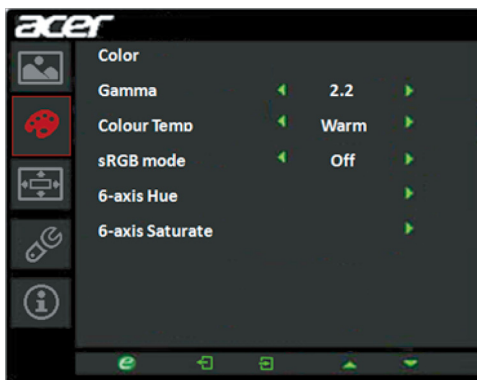 acer
Color
Gamma 2.2
Colour Temp Warm
sRGB mode Off
6-axis Hue
6-axis Saturate
e